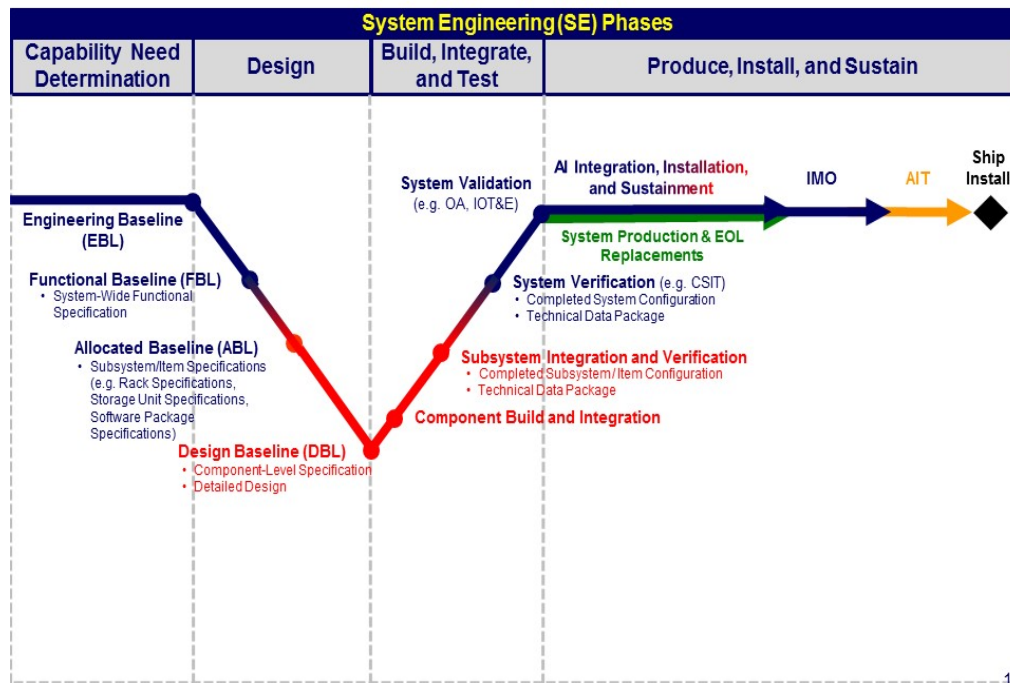 System Engineering (SE) Phases
Capability Need
Determination
Design
Build, Integrate,
and Test
Produce, Install, and Sustain
Engineering Baseline
(EBL)
Functional Baseline (FBL)
• System-Wide Functional
Specification
Allocated Baseline (ABL)
• Subsystem/Item Specifications
(e.g. Rack Specifications,
Storage Unit Specifications,
Software Package
Specifications)
Design Baseline (DBL)
• Component-Level Specification
• Detailed Design
System Validation
(e.g. OA, IOT&E)
System Verification (e.g. CSIT)
• Completed System Configuration
• Technical Data Package
Subsystem Integration and Verification
• Completed Subsystem/Item Configuration
• Technical Data Package
Component Build and Integration
AI Integration, Installation,
and Sustainment
System Production & EOL
Replacements
IMO
AIT
Ship
Install
1